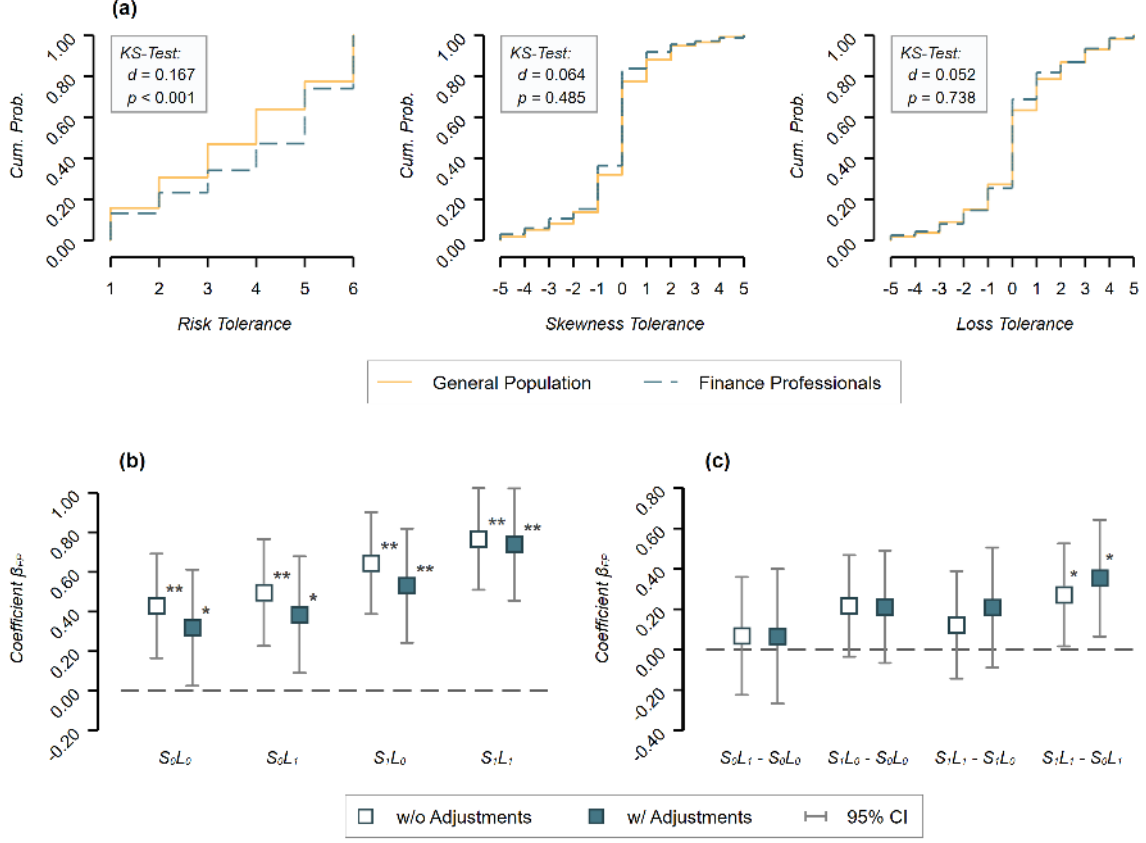 (a)
1.00
0.80
0.60
0.40
0.20
0.00
Cum. Prob.
KS-Test:
d = 0.167
p < 0.001
1 2 3 4 5 6
Risk Tolerance
1.00
0.80
0.60
0.40
0.20
0.00
Cum. Prob.
KS-Test:
d = 0.064
p = 0.485
-5 -4 -3 -2 -1 0 1 2 3 4 5
Skewness Tolerance
1.00
0.80
0.60
0.40
0.20
0.00
Cum. Prob.
KS-Test:
d = 0.052
p = 0.738
-5 -4 -3 -2 -1 0 1 2 3 4 5
Loss Tolerance
General Population Finance Professionals
(b)
1.00
0.80
0.60
0.40
0.20
0.00
-0.20
Coefficient β_FP
** * ** * ** ** ** **
S₀L₀ S₀L₁ S₁L₀ S₁L₁
(c)
0.80
0.60
0.40
0.20
0.00
-0.20
-0.40
Coefficient β_FP
* *
S₀L₁ - S₀L₀ S₁L₀ - S₀L₀ S₁L₁ - S₁L₀ S₁L₁ - S₀L₁
w/o Adjustments w/ Adjustments 95% CI